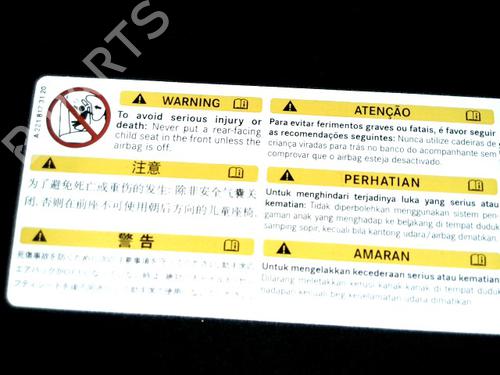 PARTS
A-221 817 31 20
WARNING
To avoid serious injury or
death: Never put a rear-facing
child seat in the front unless the
airbag is off.
注意
为了避免死亡或重伤的发生: 除非安全气囊关
闭, 否则在前座不可使用朝后方向的儿童座椅.
警告
ATENÇÃO
Para evitar ferimentos graves ou fatais, é favor seguir
as recomendações seguintes: Nunca utilize cadeiras de
criança viradas para trás no banco do acompanhante sem
comprovar que o airbag esteja desactivado.
PERHATIAN
Untuk menghindari terjadinya luka yang serius atau
kematian: Tidak diperbolehkan menggunakan sistem pen
gaman anak yang menghadap ke belakang di tempat duduk
samping sopir, kecuali bila kantong udara/airbag dimatikan.
AMARAN
Untuk mengelakkan kecederaan serius atau kematian
Dilarang meletakkan kerusi kanak-kanak di tempat duduk
hadapan kecuali beg keselamatan udara dimatikan.